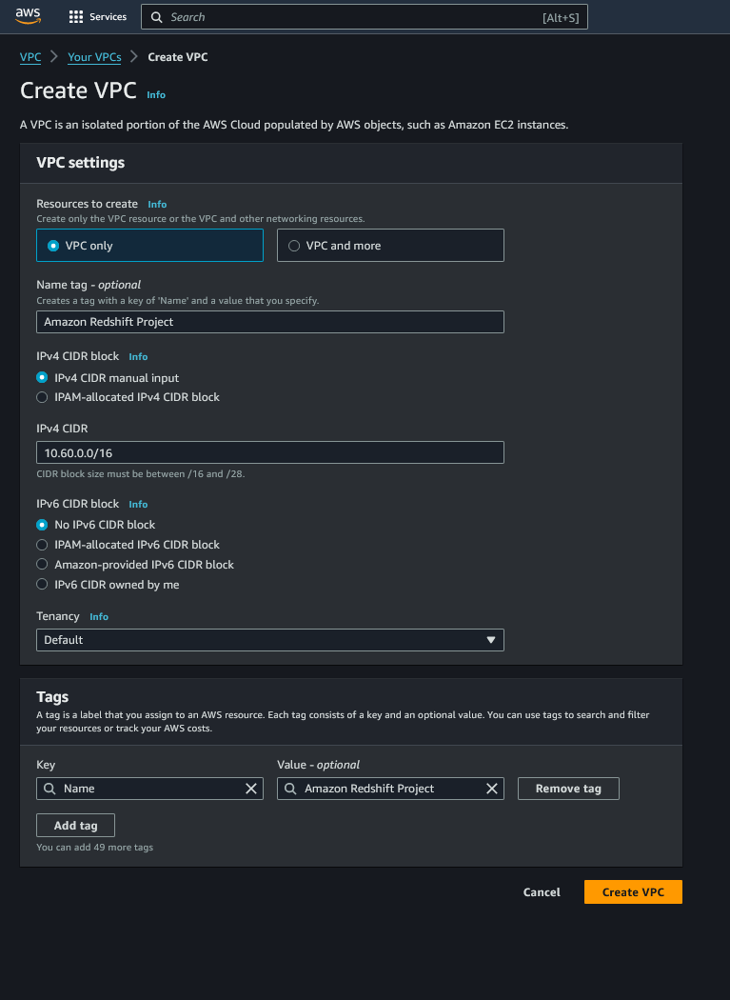 aws Services Search [Alt+S]
VPC Your VPCs Create VPC
Create VPC Info
A VPC is an isolated portion of the AWS Cloud populated by AWS objects, such as Amazon EC2 instances.
VPC settings
Resources to create Info
Create only the VPC resource or the VPC and other networking resources.
VPC only VPC and more
Name tag - optional
Creates a tag with a key of 'Name' and a value that you specify.
Amazon Redshift Project
IPv4 CIDR block Info
IPv4 CIDR manual input
IPAM-allocated IPv4 CIDR block
IPv4 CIDR
10.60.0.0/16
CIDR block size must be between /16 and /28.
IPv6 CIDR block Info
No IPv6 CIDR block
IPAM-allocated IPv6 CIDR block
Amazon-provided IPv6 CIDR block
IPv6 CIDR owned by me
Tenancy Info
Default
Tags
A tag is a label that you assign to an AWS resource. Each tag consists of a key and an optional value. You can use tags to search and filter
your resources or track your AWS costs.
Key Value - optional
Name Amazon Redshift Project Remove tag
Add tag
You can add 49 more tags
Cancel Create VPC